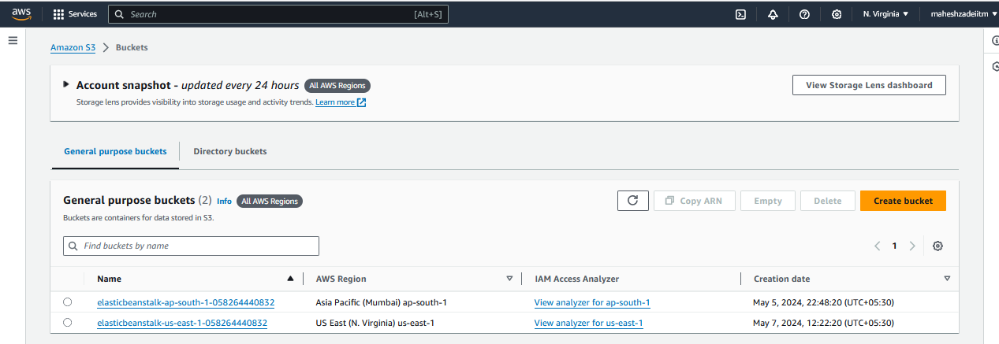 aws Services Search [Alt+S] N. Virginia maheshzadeiitm
Amazon S3 Buckets
Account snapshot - updated every 24 hours All AWS Regions View Storage Lens dashboard
Storage lens provides visibility into storage usage and activity trends. Learn more
General purpose buckets Directory buckets
General purpose buckets (2) Info All AWS Regions Copy ARN Empty Delete Create bucket
Buckets are containers for data stored in S3.
Find buckets by name 1
Name AWS Region IAM Access Analyzer Creation date
elasticbeanstalk-ap-south-1-058264440832 Asia Pacific (Mumbai) ap-south-1 View analyzer for ap-south-1 May 5, 2024, 22:48:20 (UTC+05:30)
elasticbeanstalk-us-east-1-058264440832 US East (N. Virginia) us-east-1 View analyzer for us-east-1 May 7, 2024, 12:22:20 (UTC+05:30)